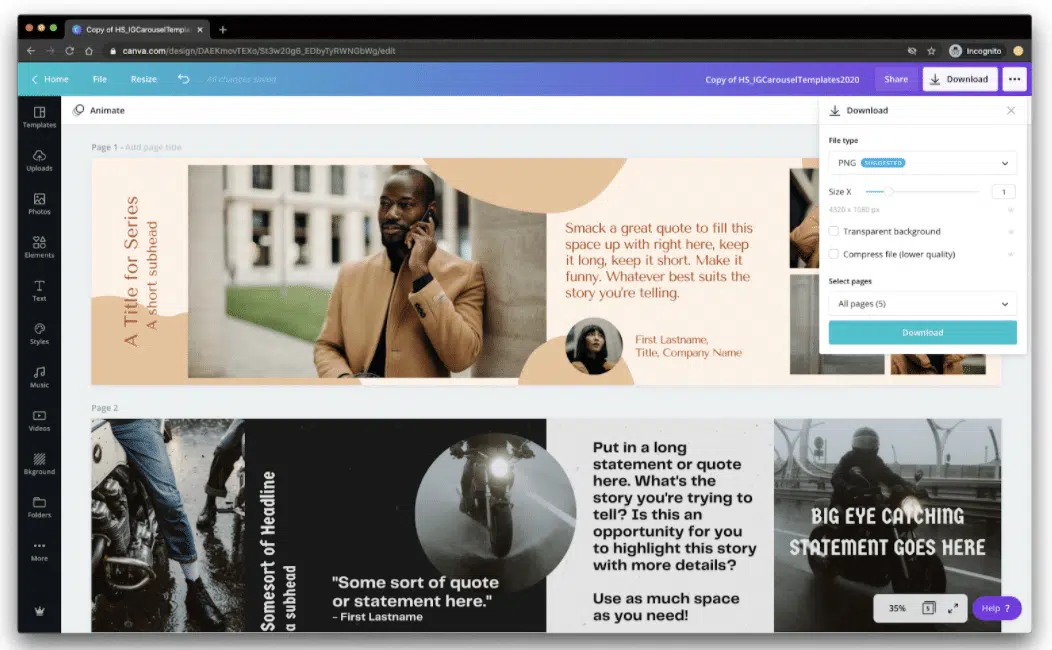 Copy of H5_IGCarouselTemple
canva.com/design/DAEKmovTEXo/
Incognito
Home
File
Resize
All changes saved
Copy of H5_IGCarouselTemplates2020
Share
Download
Templates
Uploads
Photos
Elements
Text
Styles
Music
Videos
Bkground
Folders
More
Animate
Page 1 - Add page title
A Title for Series
A short subhead
Smack a great quote to fill this
space up with right here, keep
it long, keep it short. Make it
funny. Whatever best suits the
story you're telling.
First Lastname,
Title, Company Name
Download
File type
PNG SUGGESTED
Size X
1
4320 x 1080 px
Transparent background
Compress file (lower quality)
Select pages
All pages (5)
Download
Page 2
Somesort of Headline
a subhead
"Some sort of quote
or statement here."
- First Lastname
Put in a long
statement or quote
here. What's the
story you're trying to
tell? Is this an
opportunity for you
to highlight this story
with more details?
Use as much space
as you need!
BIG EYE CATCHING
STATEMENT GOES HERE
35%
5
Help ?